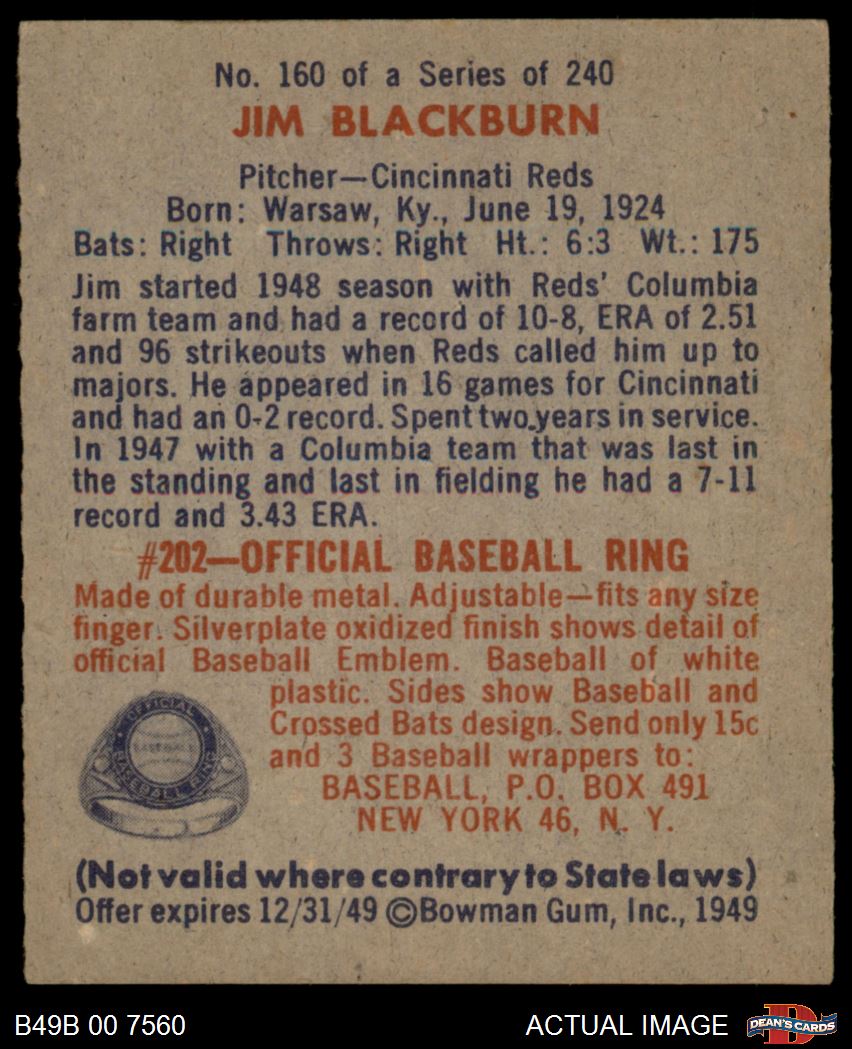 No. 160 of a Series of 240
JIM BLACKBURN
Pitcher—Cincinnati Reds
Born: Warsaw, Ky., June 19, 1924
Bats: Right Throws: Right Ht.: 6:3 Wt.: 175
Jim started 1948 season with Reds' Columbia
farm team and had a record of 10-8, ERA of 2.51
and 96 strikeouts when Reds called him up to
majors. He appeared in 16 games for Cincinnati
and had an 0-2 record. Spent two years in service.
In 1947 with a Columbia team that was last in
the standing and last in fielding he had a 7-11
record and 3.43 ERA.
#202—OFFICIAL BASEBALL RING
Made of durable metal. Adjustable—fits any size
finger. Silverplate oxidized finish shows detail of
official Baseball Emblem. Baseball of white
plastic. Sides show Baseball and
Crossed Bats design. Send only 15c
and 3 Baseball wrappers to:
BASEBALL, P.O. BOX 491
NEW YORK 46, N. Y.
OFFICIAL
BASEBALL RING
(Not valid where contrary to State laws)
Offer expires 12/31/49 ©Bowman Gum, Inc., 1949
B49B 00 7560
ACTUAL IMAGE
DEAN'S CARDS